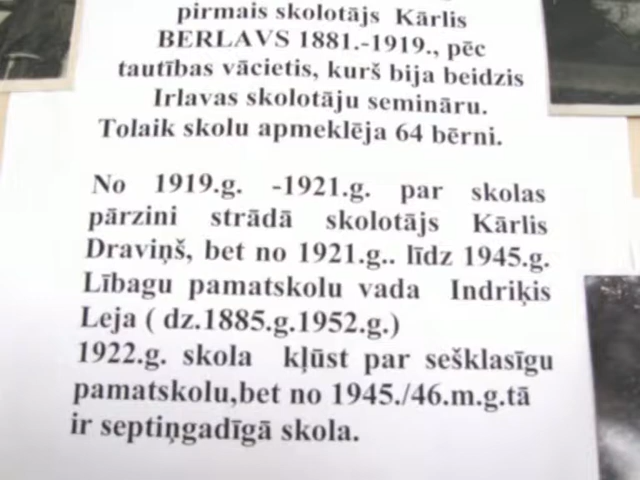 pirmais skolotājs Kārlis
BERLAVS 1881.-1919., pēc
tautības vācietis, kurš bija beidzis
Irlavas skolotāju semināru.
Tolaik skolu apmeklēja 64 bērni.
No 1919.g. -1921.g. par skolas
pārzini strādā skolotājs Kārlis
Draviņš, bet no 1921.g.. līdz 1945.g.
Lībagu pamatskolu vada Indriķis
Leja ( dz.1885.g.1952.g.)
1922.g. skola kļūst par sešklasīgu
pamatskolu,bet no 1945./46.m.g.tā
ir septiņgadīgā skola.